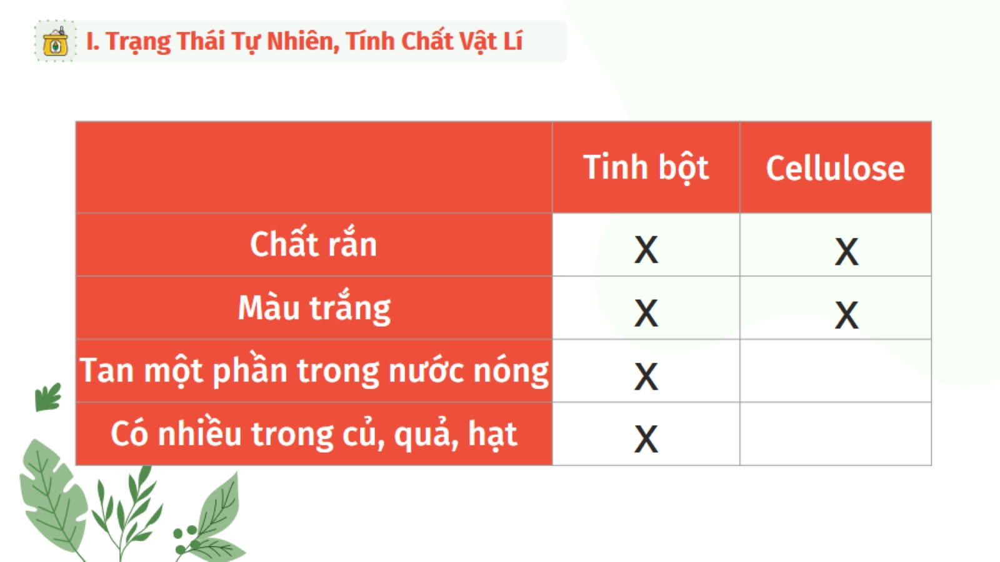 I. Trạng Thái Tự Nhiên, Tính Chất Vật Lí
Tinh bột Cellulose
Chất rắn X X
Màu trắng X X
Tan một phần trong nước nóng X
Có nhiều trong củ, quả, hạt X